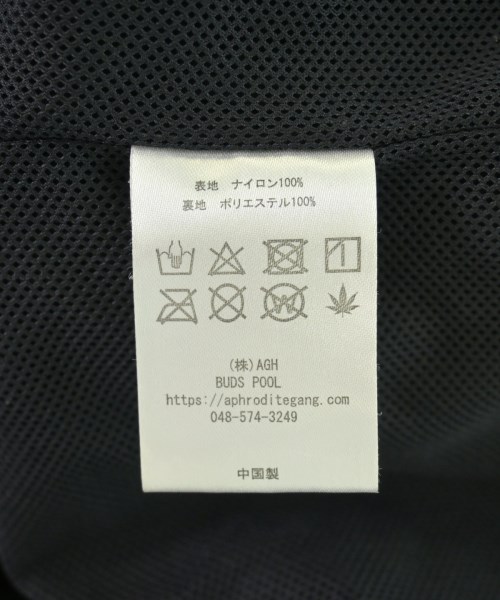 表地　ナイロン100%
裏地　ポリエステル100%
(株)AGH
BUDS POOL
https://aphroditegang.com
048-574-3249
中国製